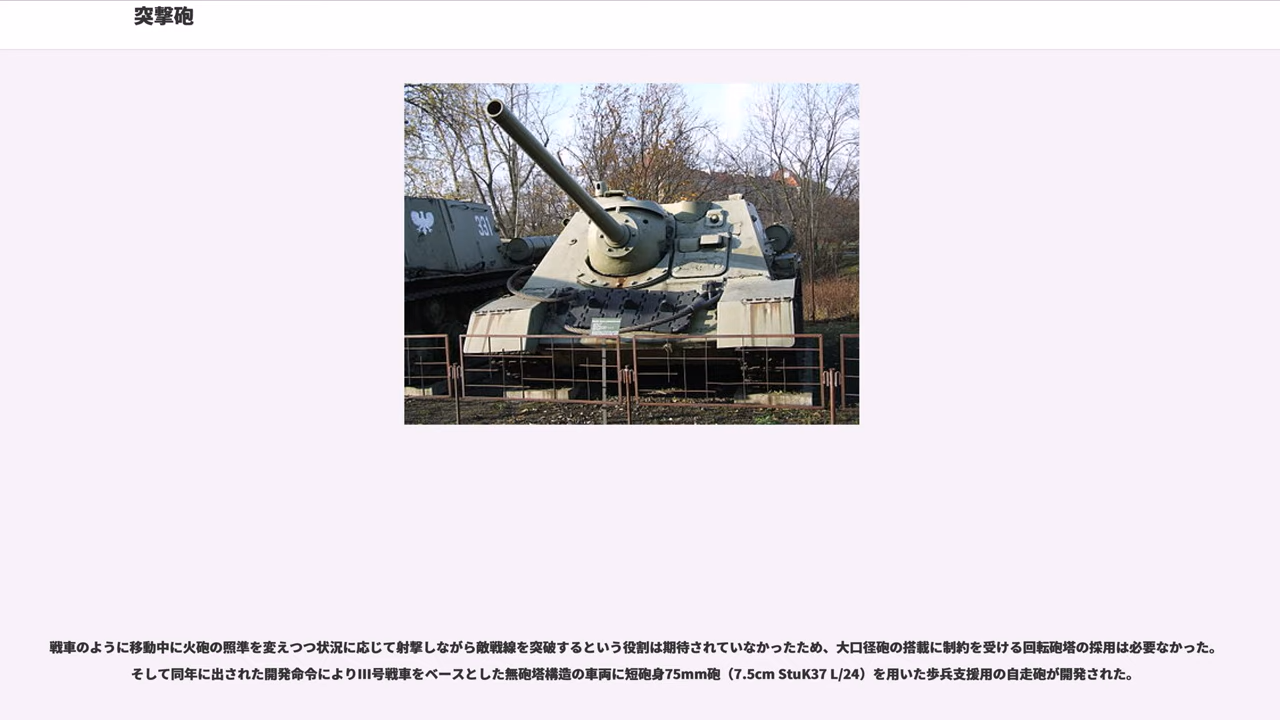 突撃砲
331
戦車のように移動中に火砲の照準を変えつつ状況に応じて射撃しながら敵戦線を突破するという役割は期待されていなかったため、大口径砲の搭載に制約を受ける回転砲塔の採用は必要なかった。
そして同年に出された開発命令によりIII号戦車をベースとした無砲塔構造の車両に短砲身75mm砲（7.5cm StuK37 L/24）を用いた歩兵支援用の自走砲が開発された。